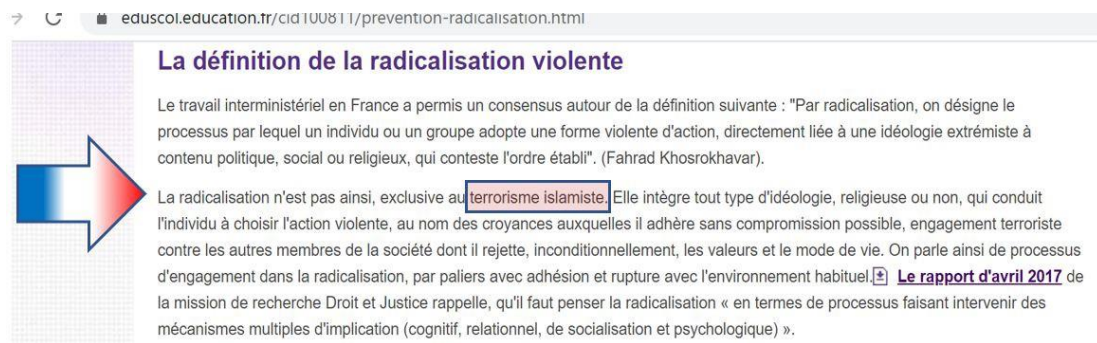 eduscol.education.fr/cid100811/prevention-radicalisation.html
La définition de la radicalisation violente
Le travail interministériel en France a permis un consensus autour de la définition suivante : "Par radicalisation, on désigne le
processus par lequel un individu ou un groupe adopte une forme violente d'action, directement liée à une idéologie extrémiste à
contenu politique, social ou religieux, qui conteste l'ordre établi". (Fahrad Khosrokhavar).
La radicalisation n'est pas ainsi, exclusive au terrorisme islamiste. Elle intègre tout type d'idéologie, religieuse ou non, qui conduit
l'individu à choisir l'action violente, au nom des croyances auxquelles il adhère sans compromission possible, engagement terroriste
contre les autres membres de la société dont il rejette, inconditionnellement, les valeurs et le mode de vie. On parle ainsi de processus
d'engagement dans la radicalisation, par paliers avec adhésion et rupture avec l'environnement habituel. Le rapport d'avril 2017 de
la mission de recherche Droit et Justice rappelle, qu'il faut penser la radicalisation « en termes de processus faisant intervenir des
mécanismes multiples d'implication (cognitif, relationnel, de socialisation et psychologique) ».